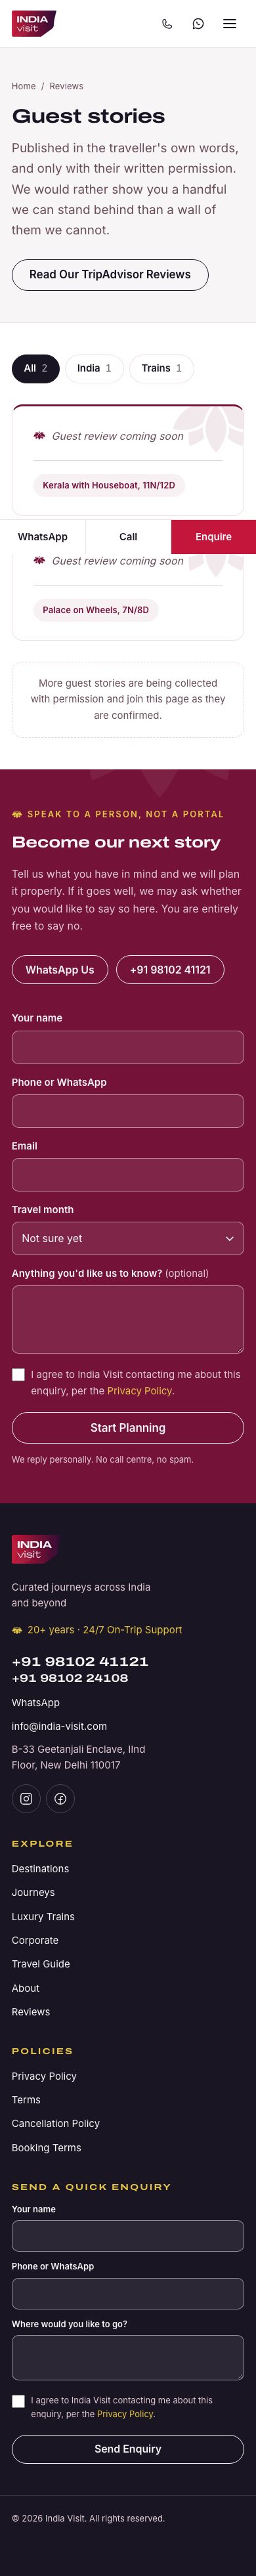 INDIA
visit
Home / Reviews
Guest stories
Published in the traveller's own words,
and only with their written permission.
We would rather show you a handful
we can stand behind than a wall of
them we cannot.
Read Our TripAdvisor Reviews
All 2 India 1 Trains 1
Guest review coming soon
Kerala with Houseboat, 11N/12D
WhatsApp Call Enquire
Guest review coming soon
Palace on Wheels, 7N/8D
More guest stories are being collected
with permission and join this page as they
are confirmed.
SPEAK TO A PERSON, NOT A PORTAL
Become our next story
Tell us what you have in mind and we will plan
it properly. If it goes well, we may ask whether
you would like to say so here. You are entirely
free to say no.
WhatsApp Us +91 98102 41121
Your name
Phone or WhatsApp
Email
Travel month
Not sure yet
Anything you'd like us to know? (optional)
I agree to India Visit contacting me about this
enquiry, per the Privacy Policy.
Start Planning
We reply personally. No call centre, no spam.
INDIA
visit
Curated journeys across India
and beyond
20+ years · 24/7 On-Trip Support
+91 98102 41121
+91 98102 24108
WhatsApp
info@india-visit.com
B-33 Geetanjali Enclave, IInd
Floor, New Delhi 110017
EXPLORE
Destinations
Journeys
Luxury Trains
Corporate
Travel Guide
About
Reviews
POLICIES
Privacy Policy
Terms
Cancellation Policy
Booking Terms
SEND A QUICK ENQUIRY
Your name
Phone or WhatsApp
Where would you like to go?
I agree to India Visit contacting me about this
enquiry, per the Privacy Policy.
Send Enquiry
© 2026 India Visit. All rights reserved.